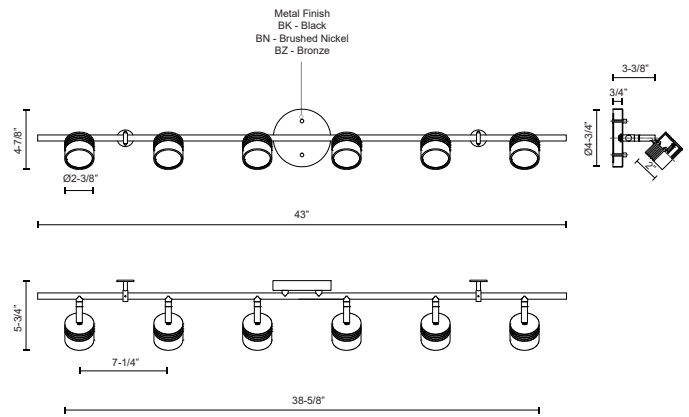 Metal Finish
BK - Black
BN - Brushed Nickel
BZ - Bronze
3-3/8"
3/4"
4-7/8"
Ø4-3/4"
2"
Ø2-3/8"
43"
5-3/4"
7-1/4"
38-5/8"